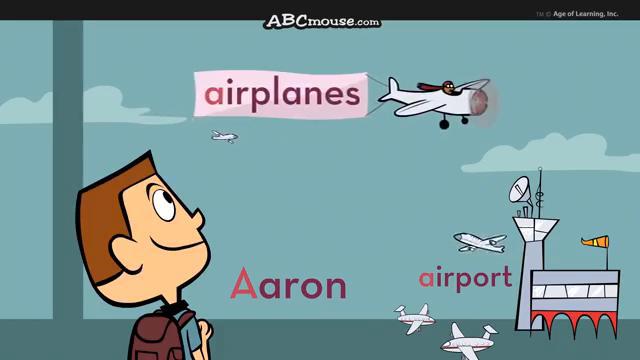 ABCmouse.com
TM © Age of Learning, Inc.
airplanes
Aaron
airport